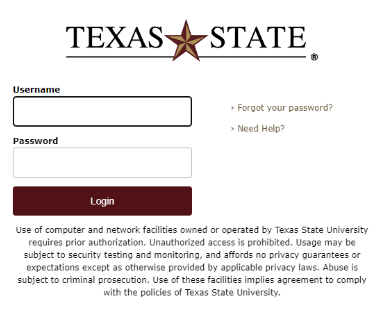 TEXAS STATE ®
Username
› Forgot your password?
› Need Help?
Password
Login
Use of computer and network facilities owned or operated by Texas State University
requires prior authorization. Unauthorized access is prohibited. Usage may be
subject to security testing and monitoring, and affords no privacy guarantees or
expectations except as otherwise provided by applicable privacy laws. Abuse is
subject to criminal prosecution. Use of these facilities implies agreement to comply
with the policies of Texas State University.